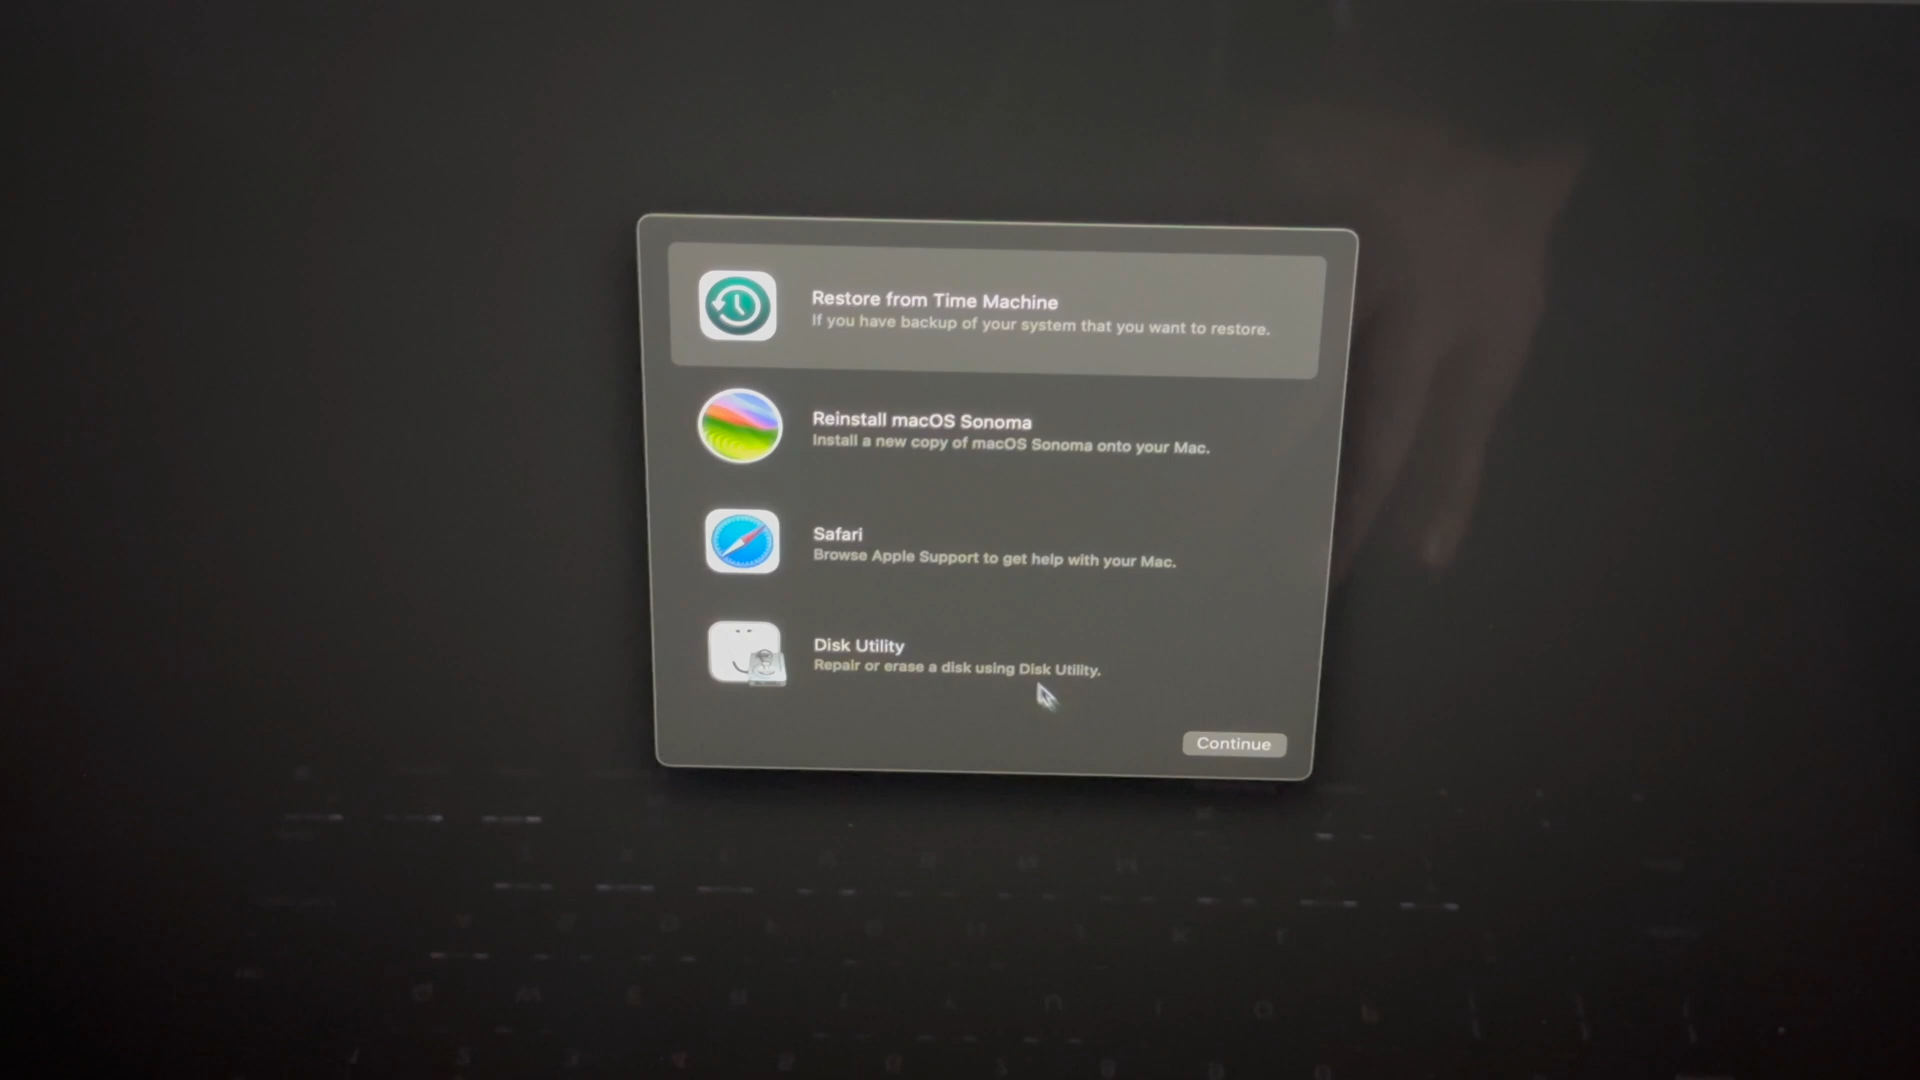 Restore from Time Machine
If you have backup of your system that you want to restore.
Reinstall macOS Sonoma
Install a new copy of macOS Sonoma onto your Mac.
Safari
Browse Apple Support to get help with your Mac.
Disk Utility
Repair or erase a disk using Disk Utility.
Continue